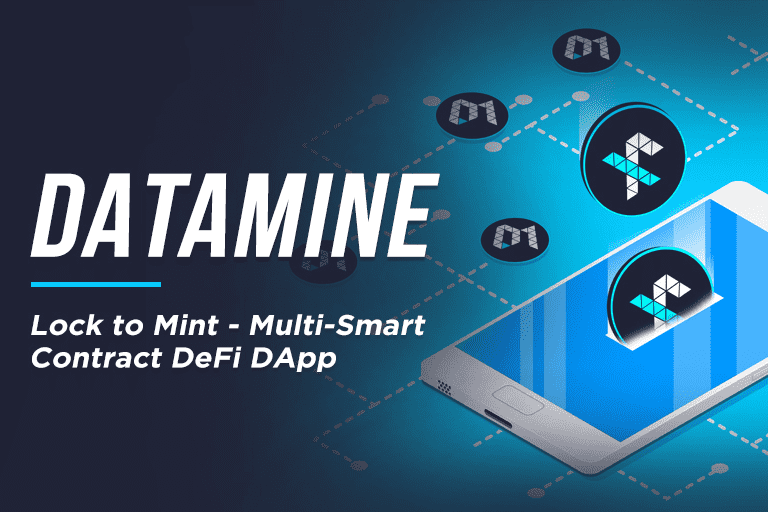 DATAMINE
Lock to Mint - Multi-Smart
Contract DeFi DApp